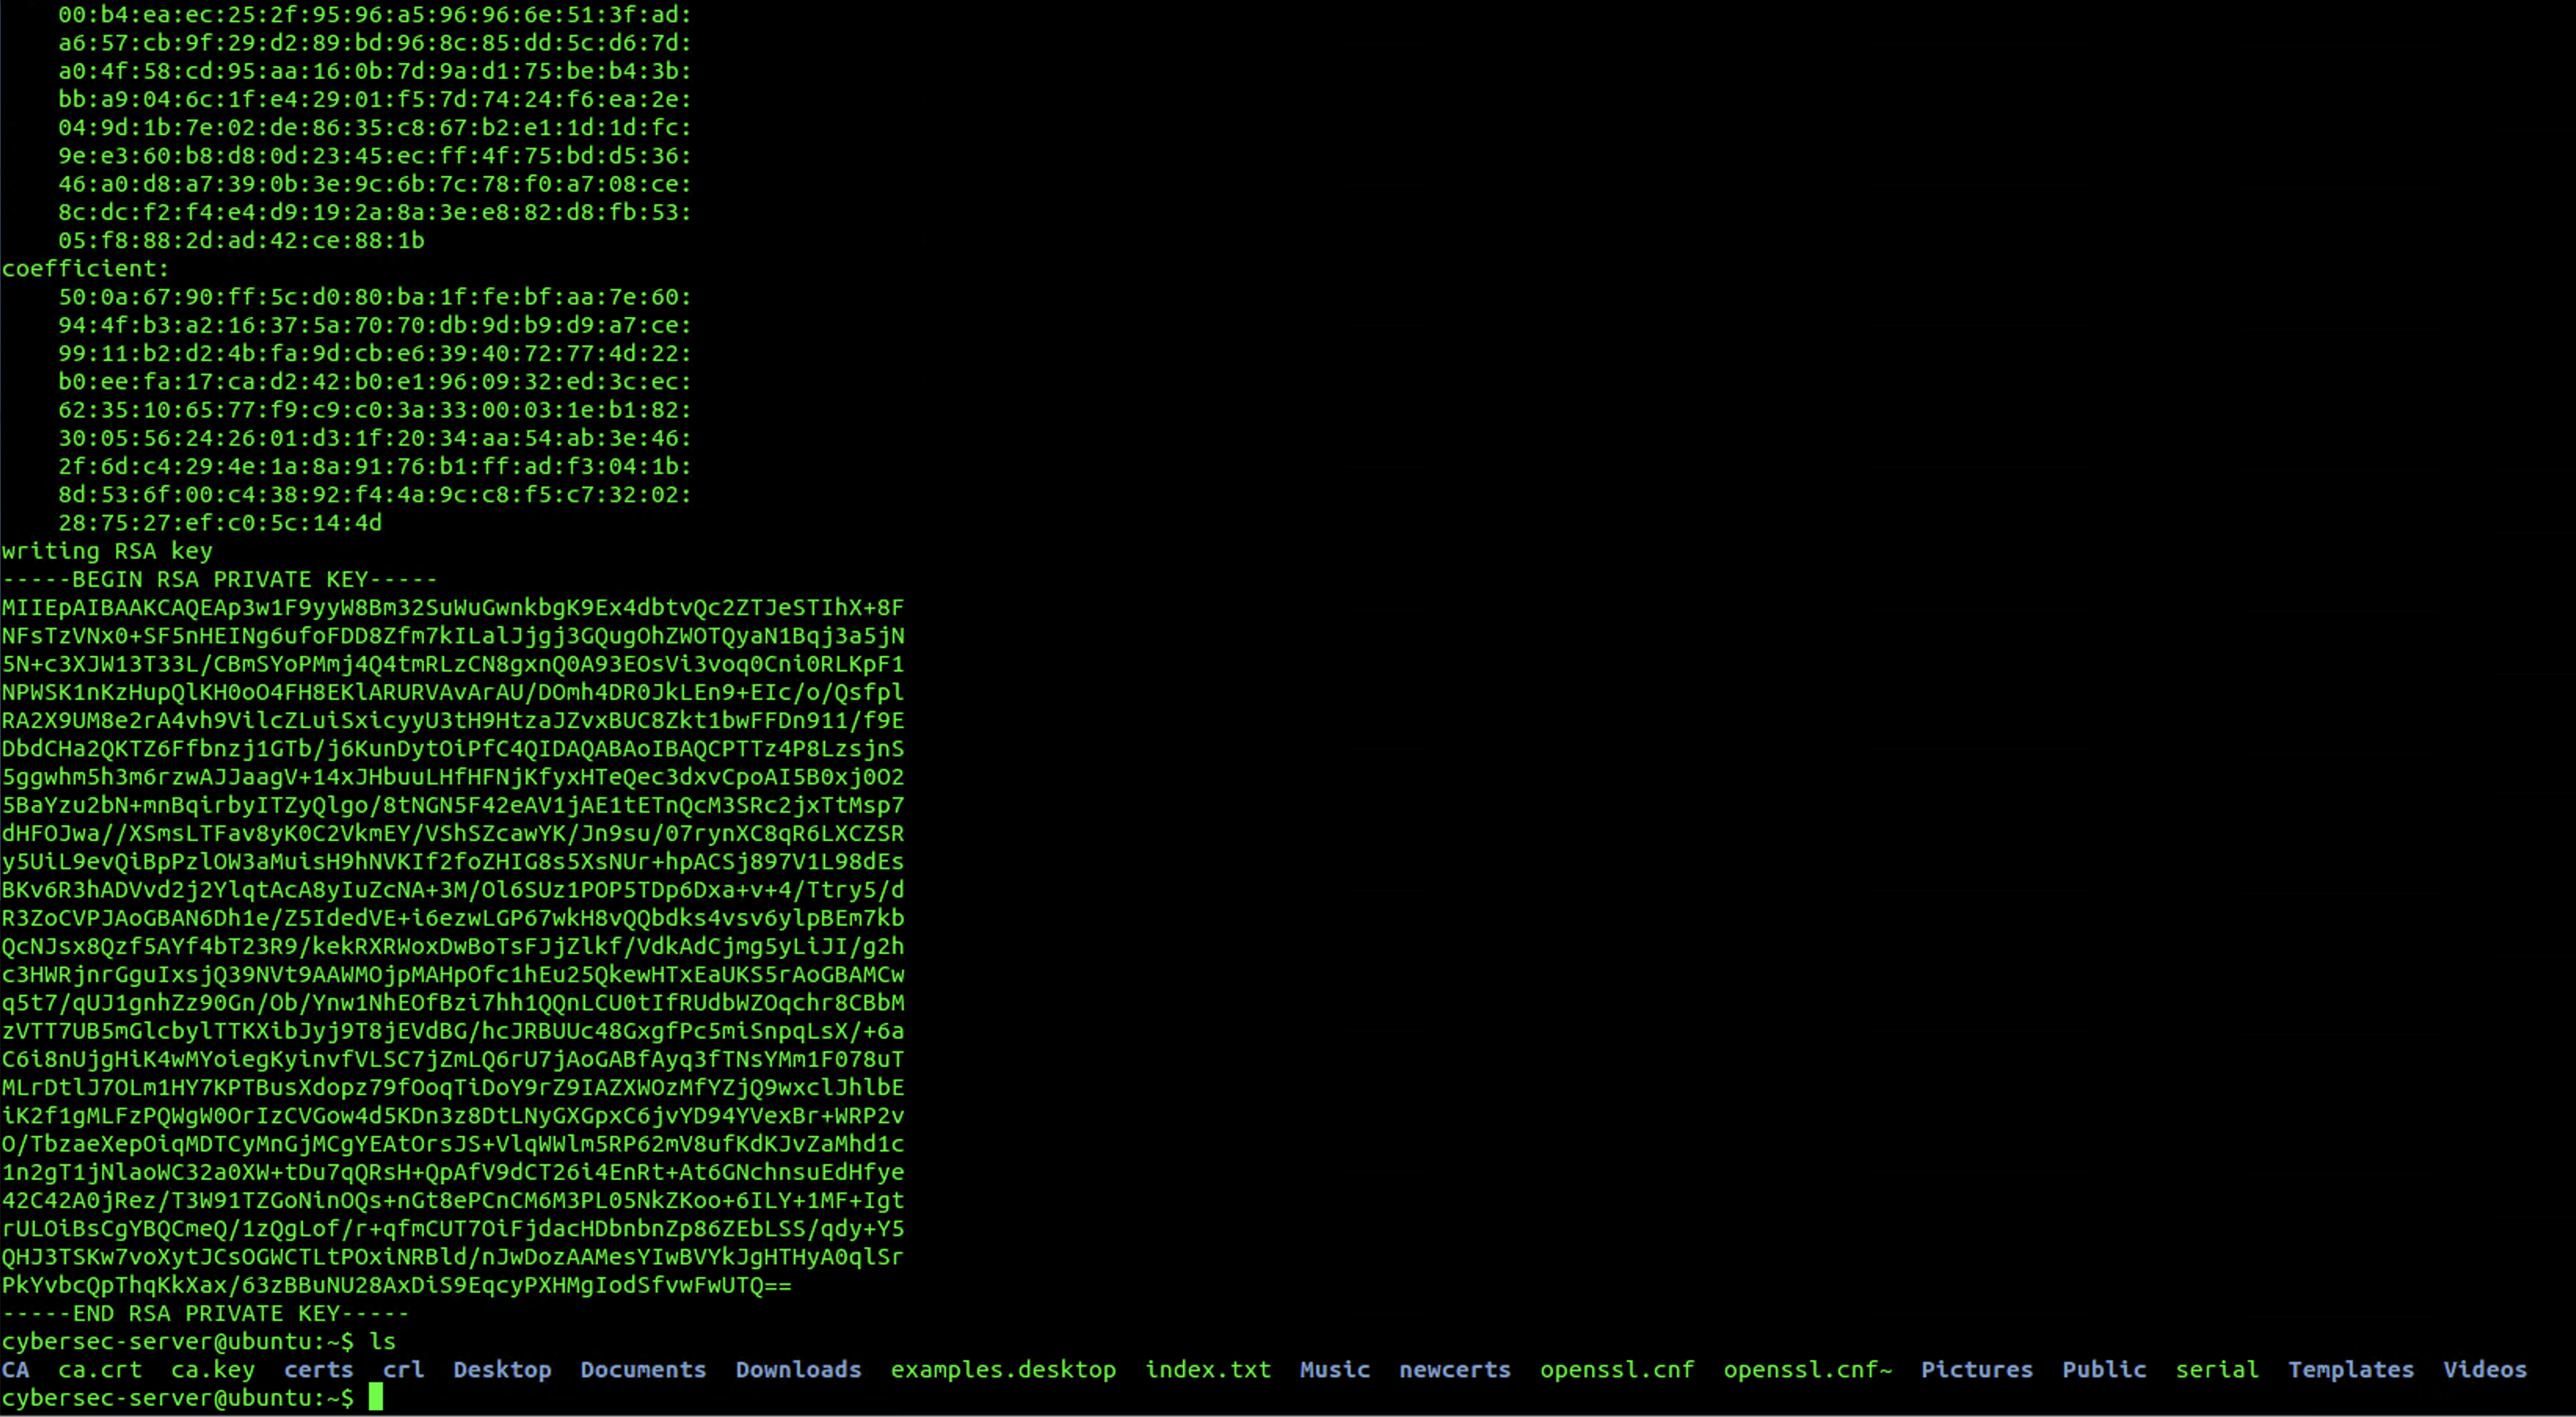 00:b4:ea:ec:25:2f:95:96:a5:96:96:6e:51:3f:ad:
a6:57:cb:9f:29:d2:89:bd:96:8c:85:dd:5c:d6:7d:
a0:4f:58:cd:95:aa:16:0b:7d:9a:d1:75:be:b4:3b:
bb:a9:04:6c:1f:e4:29:01:f5:7d:74:24:f6:ea:2e:
04:9d:1b:7e:02:de:86:35:c8:67:b2:e1:1d:1d:fc:
9e:e3:60:b8:d8:0d:23:45:ec:ff:4f:75:bd:d5:36:
46:a0:d8:a7:39:0b:3e:9c:6b:7c:78:f0:a7:08:ce:
8c:dc:f2:f4:e4:d9:19:2a:8a:3e:e8:82:d8:fb:53:
05:f8:88:2d:ad:42:ce:88:1b
coefficient:
50:0a:67:90:ff:5c:d0:80:ba:1f:fe:bf:aa:7e:60:
94:4f:b3:a2:16:37:5a:70:70:db:9d:b9:d9:a7:ce:
99:11:b2:d2:4b:fa:9d:cb:e6:39:40:72:77:4d:22:
b0:ee:fa:17:ca:d2:42:b0:e1:96:09:32:ed:3c:ec:
62:35:10:65:77:f9:c9:c0:3a:33:00:03:1e:b1:82:
30:05:56:24:26:01:d3:1f:20:34:aa:54:ab:3e:46:
2f:6d:c4:29:4e:1a:8a:91:76:b1:ff:ad:f3:04:1b:
8d:53:6f:00:c4:38:92:f4:4a:9c:c8:f5:c7:32:02:
28:75:27:ef:c0:5c:14:4d
writing RSA key
-----BEGIN RSA PRIVATE KEY-----
MIIEpAIBAAKCAQEAp3w1F9yyW8Bm32SuWuGwnkbgK9Ex4dbtvQc2ZTJeSTIhX+8F
NFsTzVNx0+SF5nHEINg6ufoFDD8Zfm7kILalJjgj3GQugOhZWOTQyaN1Bqj3a5jN
5N+c3XJW13T33L/CBmSYoPMmj4Q4tmRLzCN8gxnQ0A93EOsVi3voq0Cni0RLKpF1
NPWSK1nKzHupQlKH0oO4FH8EKlARURVAvArAU/DOmh4DR0JkLEn9+EIc/o/Qsfpl
RA2X9UM8e2rA4vh9VilcZLuiSxicyyU3tH9HtzaJZvxBUC8Zkt1bwFFDn911/f9E
DbdCHa2QKTZ6Ffbnzj1GTb/j6KunDytOiPfC4QIDAQABAoIBAQCPTTz4P8LzsjnS
5ggwhm5h3m6rzwAJJaagV+14xJHbuuLHfHFNjKfyxHTeQec3dxvCpoAI5B0xj0O2
5BaYzu2bN+mnBqirbyITZyQlgo/8tNGN5F42eAV1jAE1tETnQcM3SRc2jxTtMsp7
dHFOJwa//XSmsLTFav8yK0C2VkmEY/VShSZcawYK/Jn9su/07rynXC8qR6LXCZSR
y5UiL9evQiBpPzlOW3aMuisH9hNVKIf2foZHIG8s5XsNUr+hpACSj897V1L98dEs
BKv6R3hADVvd2j2YlqtAcA8yIuZcNA+3M/Ol6SUz1POP5TDp6Dxa+v+4/Ttry5/d
R3ZoCVPJAoGBAN6Dh1e/Z5IdedVE+i6ezwLGP67wkH8vQQbdks4vsv6ylpBEm7kb
QcNJsx8Qzf5AYf4bT23R9/kekRXRWoxDwBoTsFJjZlkf/VdkAdCjmg5yLiJI/g2h
c3HWRjnrGguIxsjQ39NVt9AAWMOjpMAHpOfc1hEu25QkewHTxEaUKS5rAoGBAMCw
q5t7/qUJ1gnhZz90Gn/Ob/Ynw1NhEOfBzi7hh1QQnLCU0tIfRUdbWZOqchr8CBbM
zVTT7UB5mGlcbylTTKXibJyj9T8jEVdBG/hcJRBUUc48GxgfPc5miSnpqLsX/+6a
C6i8nUjgHiK4wMYoiegKyinvfVLSC7jZmLQ6rU7jAoGABfAyq3fTNsYMm1F078uT
MLrDtlJ7OLm1HY7KPTBusXdopz79fOoqTiDoY9rZ9IAZXWOzMfYZjQ9wxclJhlbE
iK2f1gMLFzPQWgW0OrIzCVGow4d5KDn3z8DtLNyGXGpxC6jvYD94YVexBr+WRP2v
O/TbzaeXepOiqMDTCyMnGjMCgYEAtOrsJS+VlqWWlm5RP62mV8ufKdKJvZaMhd1c
1n2gT1jNlaoWC32a0XW+tDu7qQRsH+QpAfV9dCT26i4EnRt+At6GNchnsuEdHfye
42C42A0jRez/T3W91TZGoNinOQs+nGt8ePCnCM6M3PL05NkZKoo+6ILY+1MF+Igt
rULOiBsCgYBQCmeQ/1zQgLof/r+qfmCUT7OiFjdacHDbnbnZp86ZEbLSS/qdy+Y5
QHJ3TSKw7voXytJCsOGWCTLtPOxiNRBld/nJwDozAAMesYIwBVYkJgHTHyA0qlSr
PkYvbcQpThqKkXax/63zBBuNU28AxDiS9EqcyPXHMgIodSfvwFwUTQ==
-----END RSA PRIVATE KEY-----
cybersec-server@ubuntu:~$ ls
CA  ca.crt  ca.key  certs  crl  Desktop  Documents  Downloads  examples.desktop  index.txt  Music  newcerts  openssl.cnf  openssl.cnf~  Pictures  Public  serial  Templates  Videos
cybersec-server@ubuntu:~$